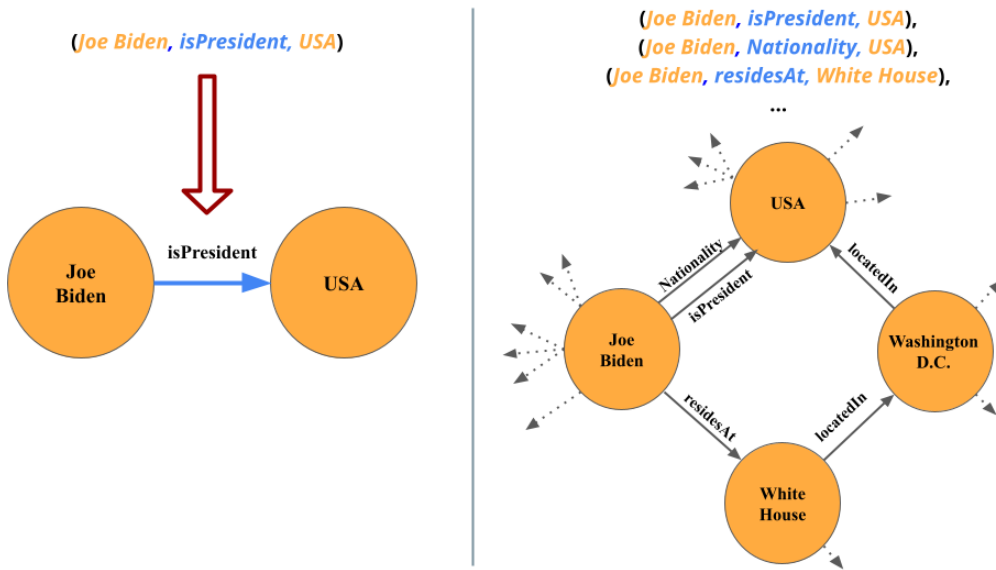 (Joe Biden, isPresident, USA)
isPresident
Joe
Biden
USA
(Joe Biden, isPresident, USA),
(Joe Biden, Nationality, USA),
(Joe Biden, residesAt, White House),
...
USA
Nationality
isPresident
locatedIn
Joe
Biden
Washington
D.C.
residesAt
locatedIn
White
House